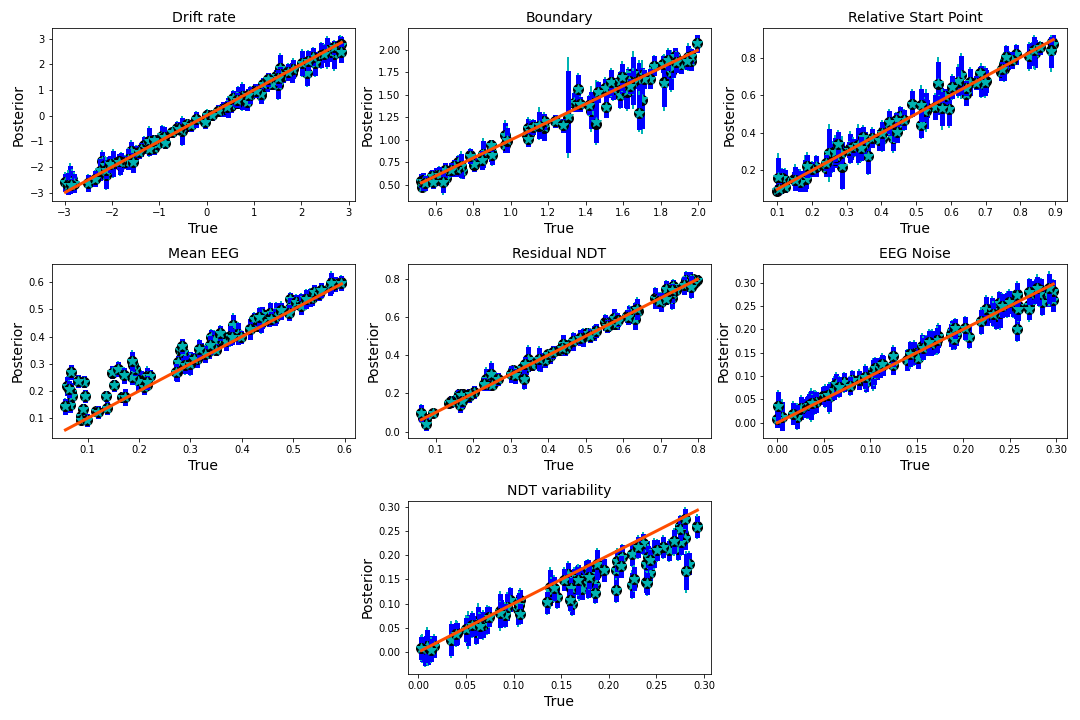 Drift rate
Posterior
3
2
1
0
−1
−2
−3
−3 −2 −1 0 1 2 3
True
Boundary
Posterior
2.00
1.75
1.50
1.25
1.00
0.75
0.50
0.6 0.8 1.0 1.2 1.4 1.6 1.8 2.0
True
Relative Start Point
Posterior
0.8
0.6
0.4
0.2
0.1 0.2 0.3 0.4 0.5 0.6 0.7 0.8 0.9
True
Mean EEG
Posterior
0.6
0.5
0.4
0.3
0.2
0.1
0.1 0.2 0.3 0.4 0.5 0.6
True
Residual NDT
Posterior
0.8
0.6
0.4
0.2
0.0
0.1 0.2 0.3 0.4 0.5 0.6 0.7 0.8
True
EEG Noise
Posterior
0.30
0.25
0.20
0.15
0.10
0.05
0.00
0.00 0.05 0.10 0.15 0.20 0.25 0.30
True
NDT variability
Posterior
0.30
0.25
0.20
0.15
0.10
0.05
0.00
0.00 0.05 0.10 0.15 0.20 0.25 0.30
True